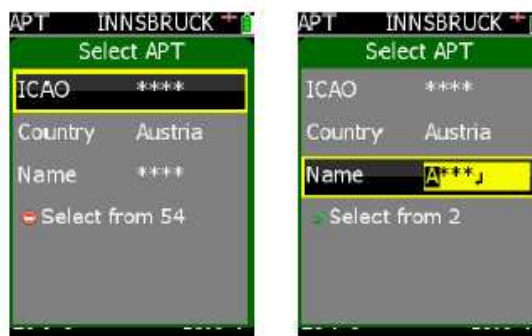 APT INNSBRUCK
Select APT
ICAO ****
Country Austria
Name ****
Select from 54
APT INNSBRUCK
Select APT
ICAO ****
Country Austria
Name A***
Select from 2